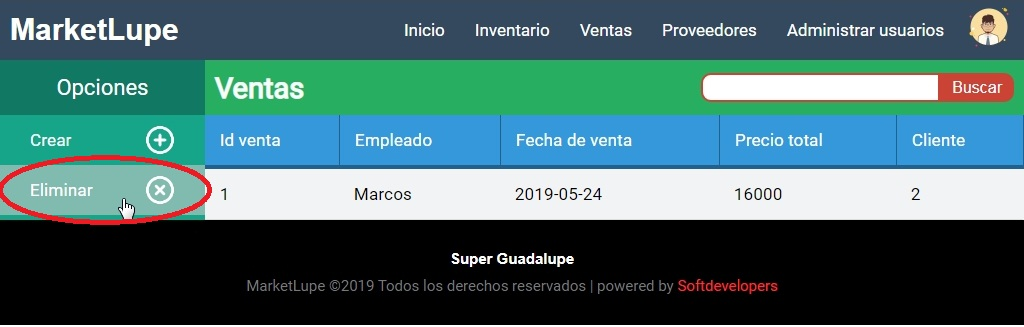 MarketLupe Inicio Inventario Ventas Proveedores Administrar usuarios
Opciones Ventas Buscar
Crear Id venta Empleado Fecha de venta Precio total Cliente
Eliminar 1 Marcos 2019-05-24 16000 2
Super Guadalupe
MarketLupe ©2019 Todos los derechos reservados | powered by Softdevelopers